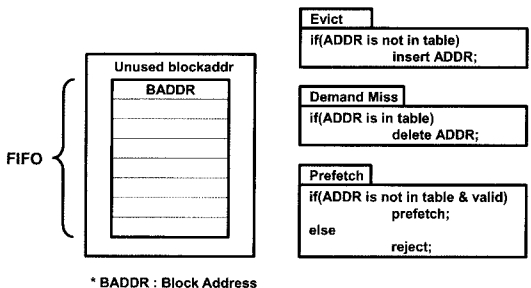 Unused blockaddr
BADDR
FIFO
* BADDR : Block Address
Evict
if(ADDR is not in table)
insert ADDR;
Demand Miss
if(ADDR is in table)
delete ADDR;
Prefetch
if(ADDR is not in table & valid)
prefetch;
else
reject;